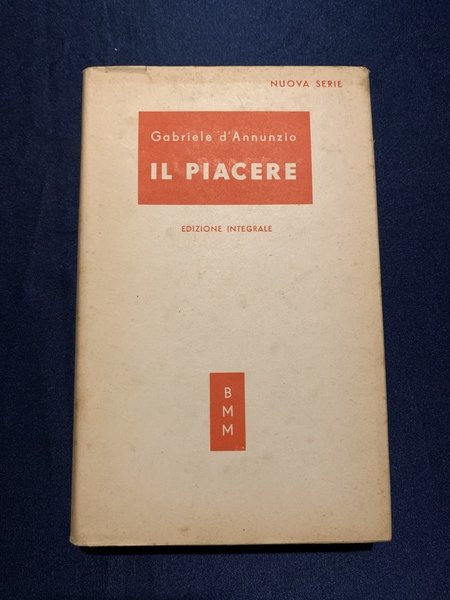 NUOVA SERIE
Gabriele d'Annunzio
IL PIACERE
EDIZIONE INTEGRALE
B
M
M